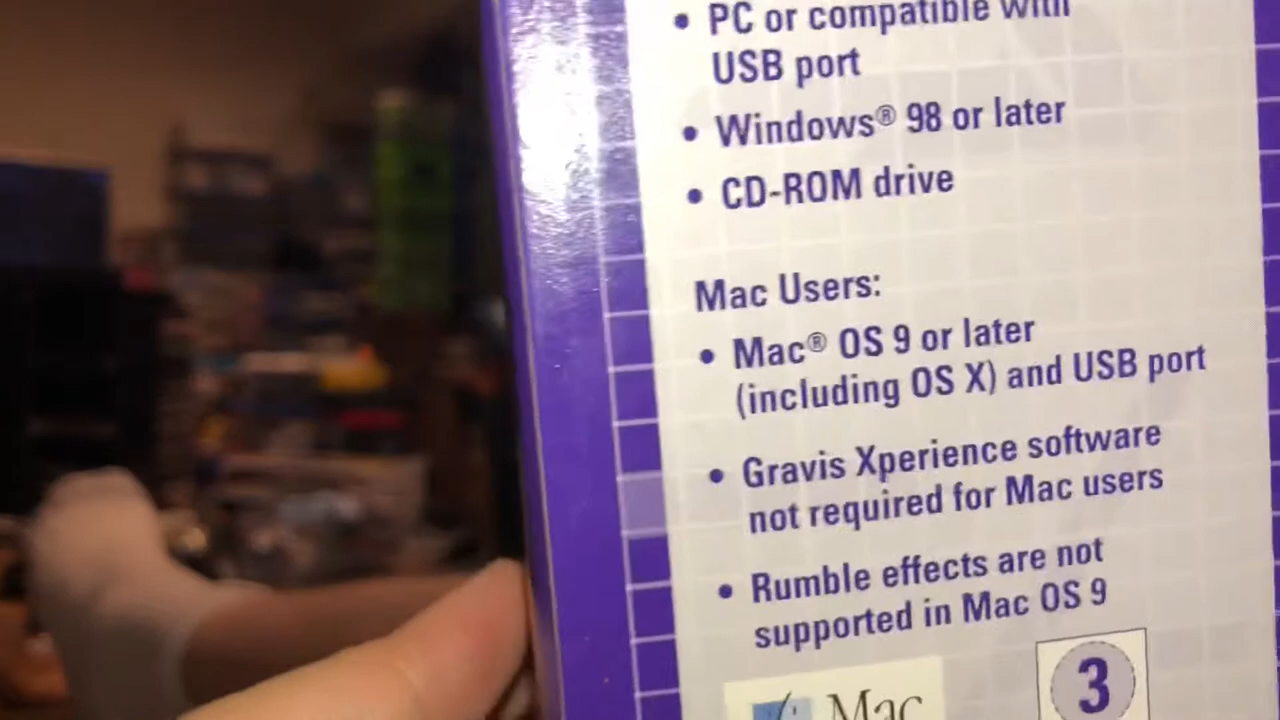 • PC or compatible with
USB port
• Windows® 98 or later
• CD-ROM drive
Mac Users:
• Mac® OS 9 or later
(including OS X) and USB port
• Gravis Xperience software
not required for Mac users
• Rumble effects are not
supported in Mac OS 9
Mac
3